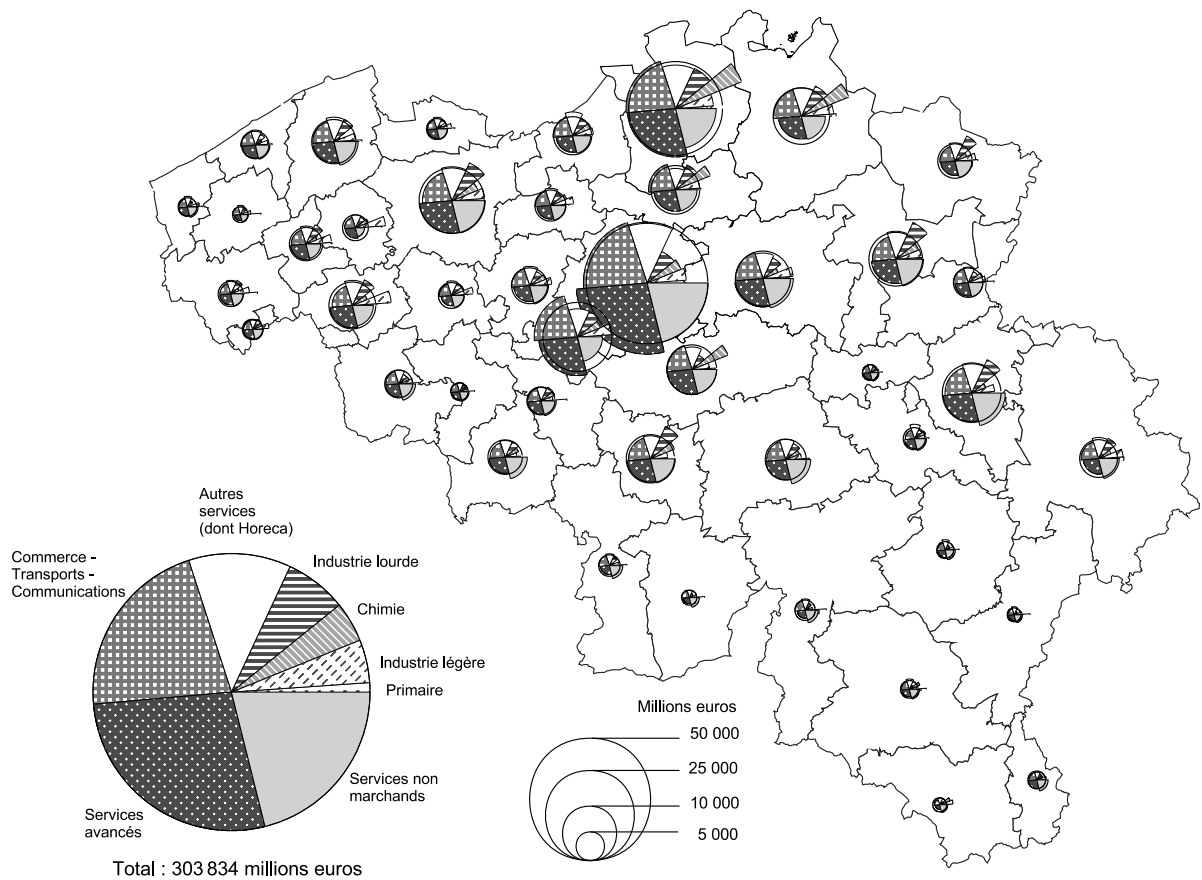 Autres
services
(dont Horeca)
Commerce -
Transports -
Communications
Industrie lourde
Chimie
Industrie légère
Primaire
Services non
marchands
Services
avancés
Total : 303 834 millions euros
Millions euros
50 000
25 000
10 000
5 000